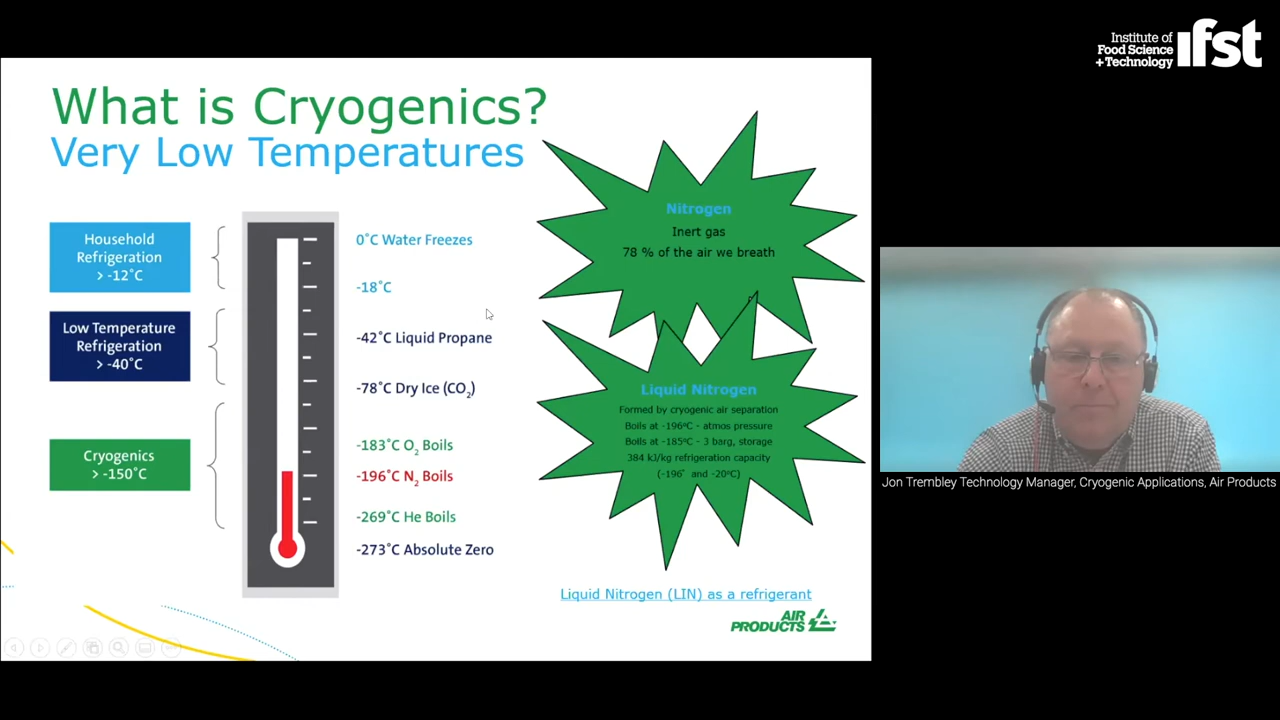 Institute of
Food Science
+Technology
ifst
What is Cryogenics?
Very Low Temperatures
Household
Refrigeration
> -12˚C
Low Temperature
Refrigeration
> -40˚C
Cryogenics
> -150˚C
0˚C Water Freezes
-18˚C
-42˚C Liquid Propane
-78˚C Dry Ice (CO₂)
-183˚C O₂ Boils
-196˚C N₂ Boils
-269˚C He Boils
-273˚C Absolute Zero
Nitrogen
Inert gas
78 % of the air we breath
Liquid Nitrogen
Formed by cryogenic air separation
Boils at -196ºC - atmos pressure
Boils at -185ºC - 3 barg, storage
384 kJ/kg refrigeration capacity
(-196˚ and -20ºC)
Liquid Nitrogen (LIN) as a refrigerant
AIR
PRODUCTS
Jon Trembley Technology Manager, Cryogenic Applications, Air Products